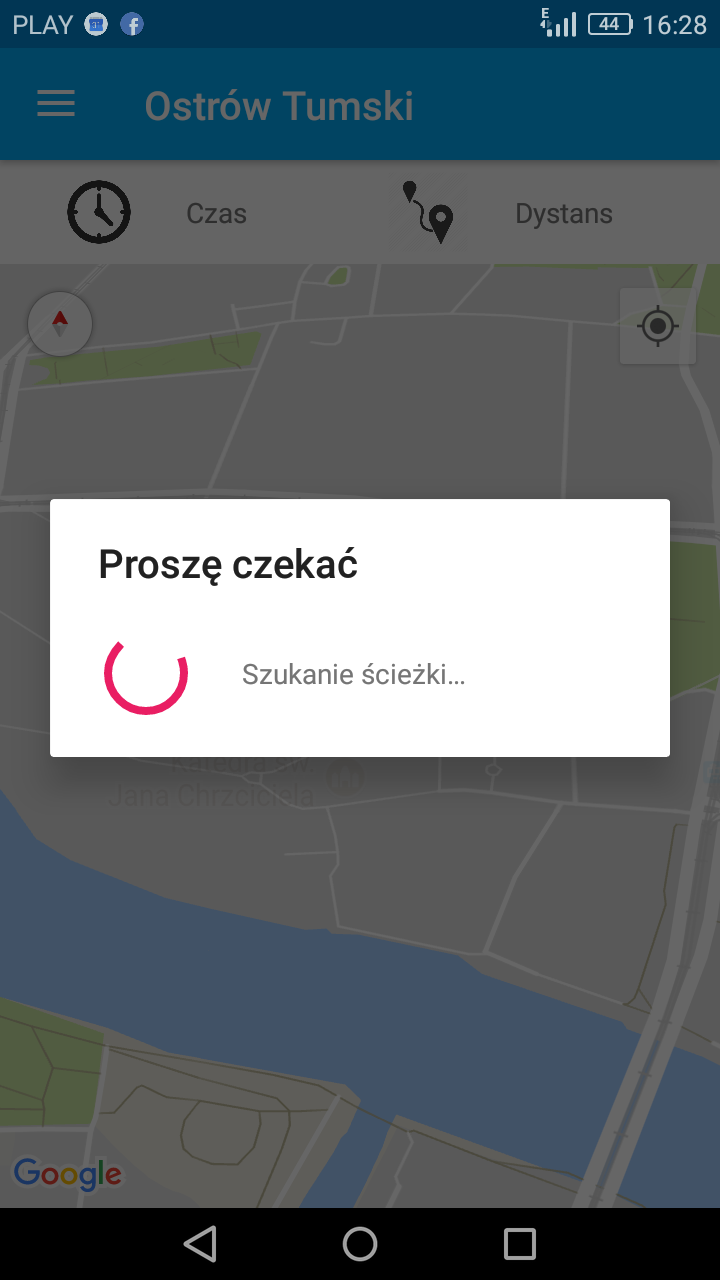 PLAY
E
44
16:28
Ostrów Tumski
Czas
Dystans
Proszę czekać
Szukanie ścieżki...
Katedra św.
Jana Chrzciciela
Google